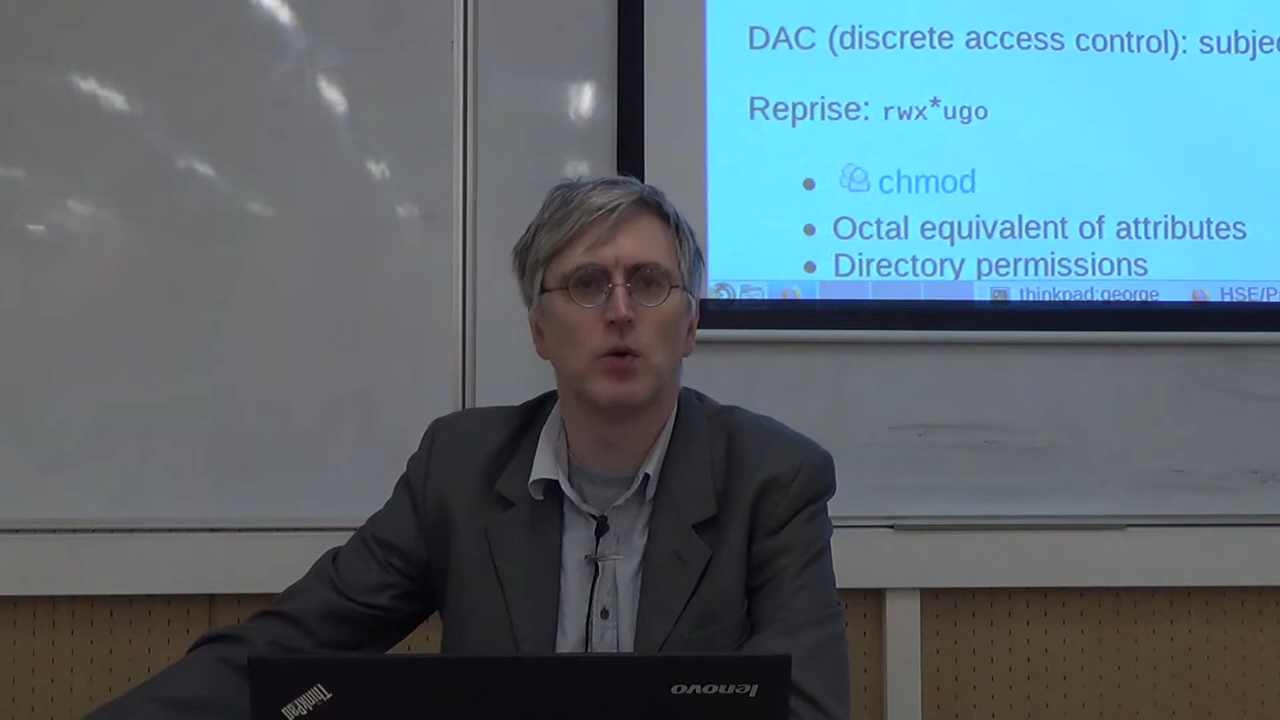 DAC (discrete access control): subje
Reprise: rwx*ugo
chmod
Octal equivalent of attributes
Directory permissions
thinkpad:george
HSE/P
ThinkPad
lenovo